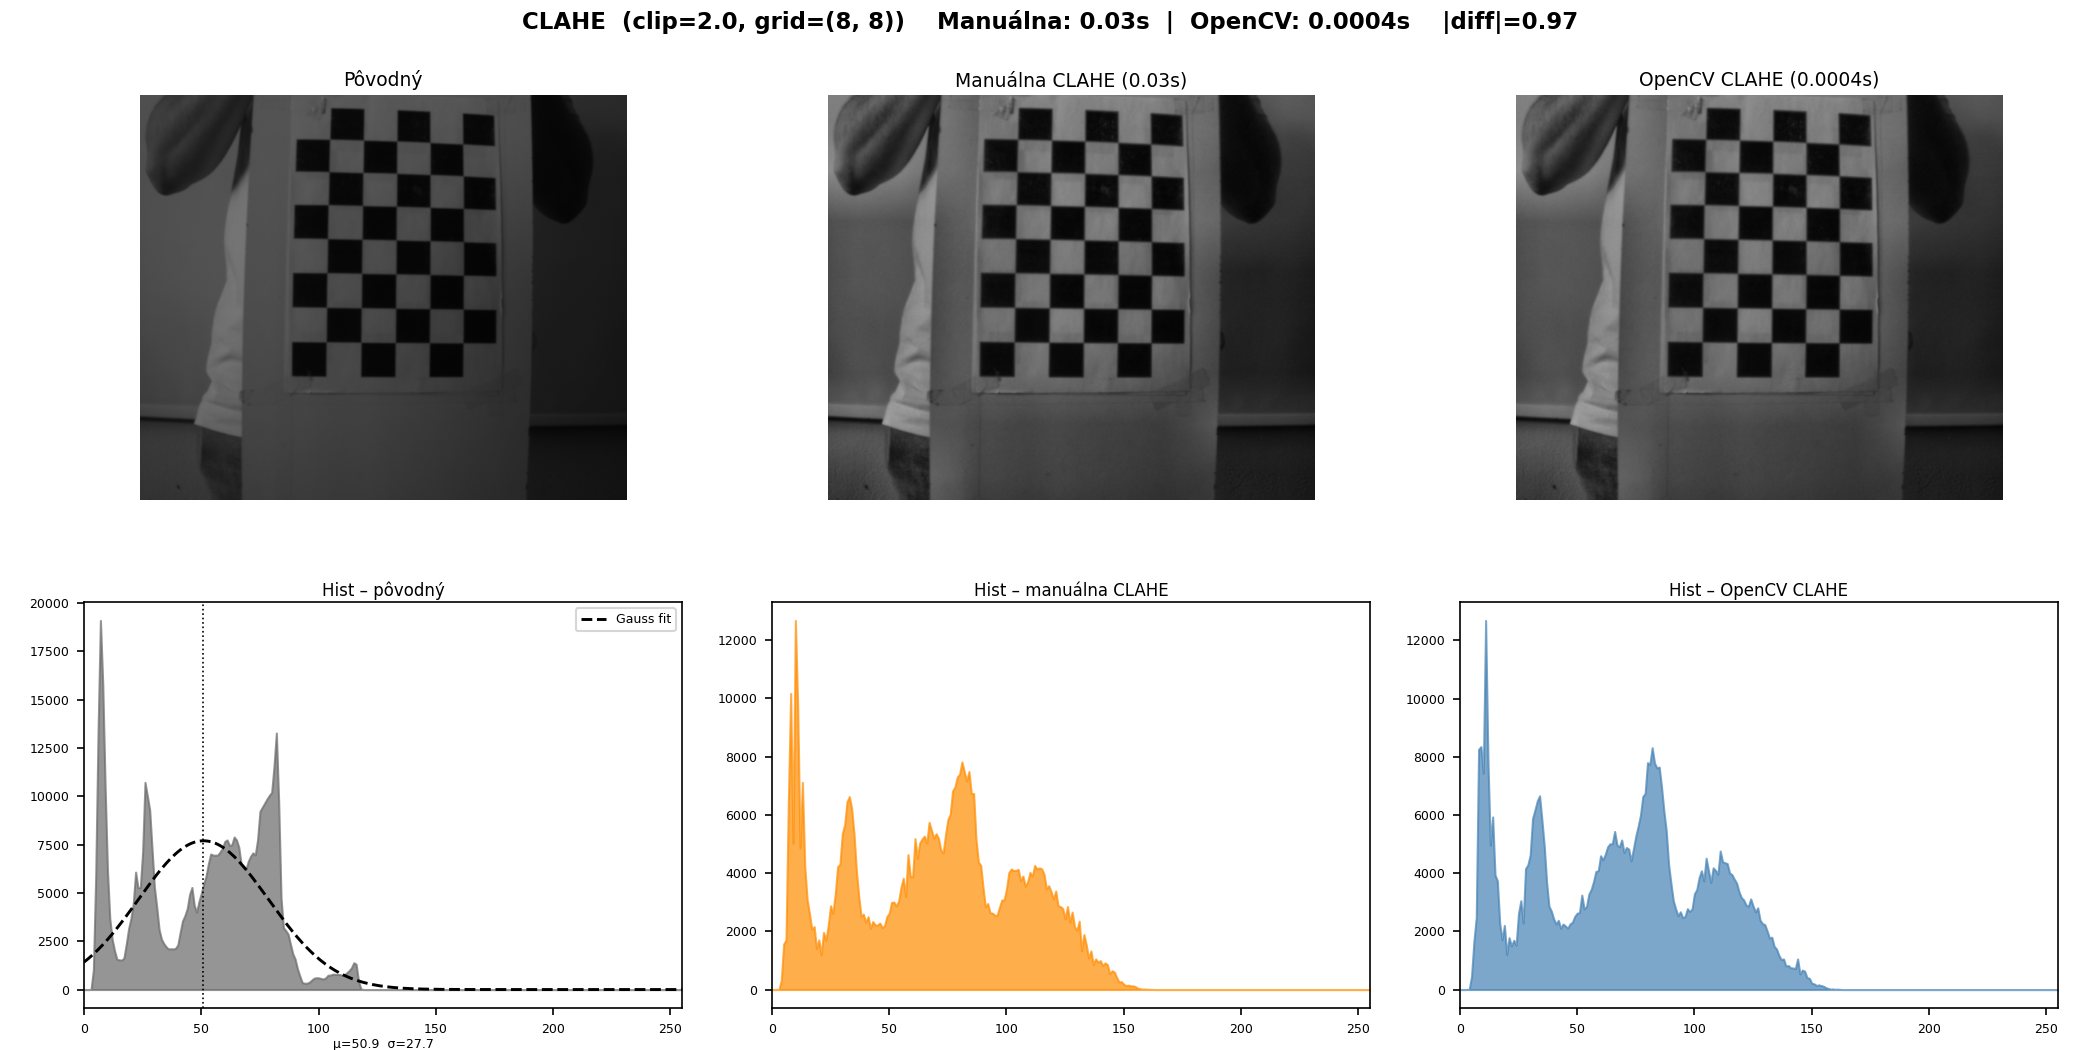 CLAHE  (clip=2.0, grid=(8, 8))    Manuálna: 0.03s  |  OpenCV: 0.0004s    |diff|=0.97
Pôvodný
Manuálna CLAHE (0.03s)
OpenCV CLAHE (0.0004s)
Hist – pôvodný
20000
17500
15000
12500
10000
7500
5000
2500
0
Gauss fit
0 50 100 150 200 250
μ=50.9  σ=27.7
Hist – manuálna CLAHE
12000
10000
8000
6000
4000
2000
0
0 50 100 150 200 250
Hist – OpenCV CLAHE
12000
10000
8000
6000
4000
2000
0
0 50 100 150 200 250